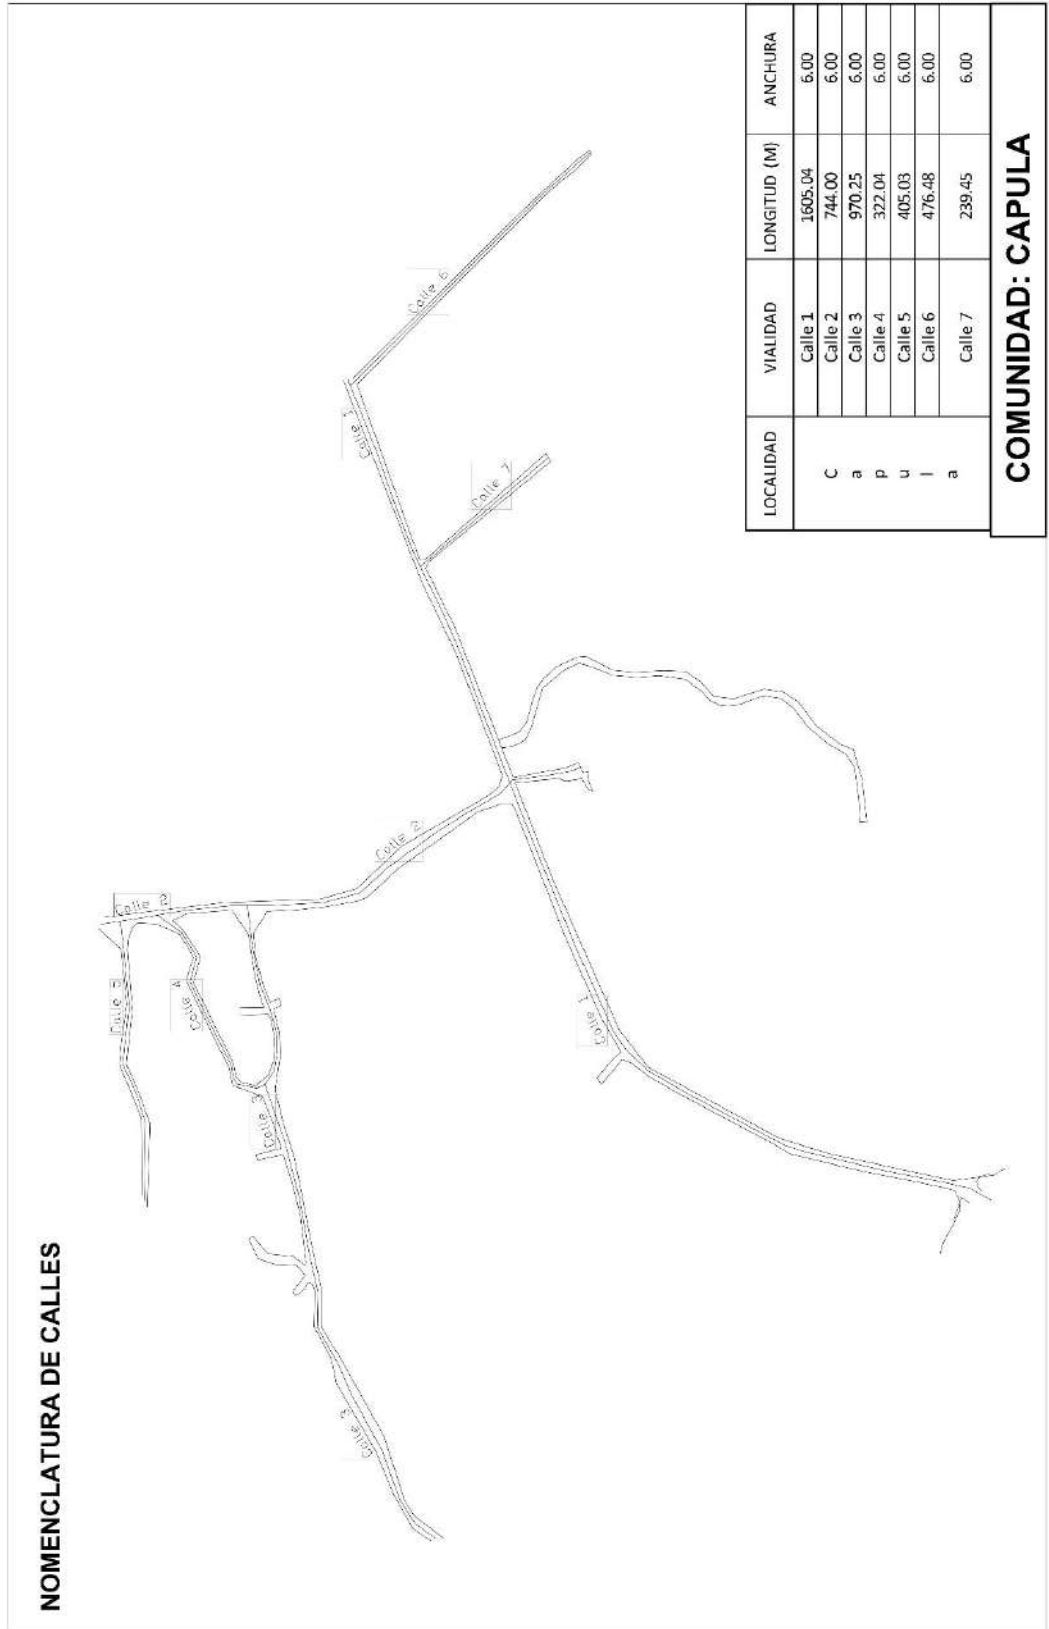 NOMENCLATURA DE CALLES
Calle 5
Calle 2
Calle 4
Calle 3
Calle 3
Calle 2
Calle 1
Calle 1
Calle 6
Calle 7
LOCALIDAD VIALIDAD LONGITUD (M) ANCHURA
Calle 1 1605.04 6.00
C Calle 2 744.00 6.00
a Calle 3 970.25 6.00
p Calle 4 322.04 6.00
u Calle 5 405.03 6.00
l Calle 6 476.48 6.00
a Calle 7 239.45 6.00
COMUNIDAD: CAPULA